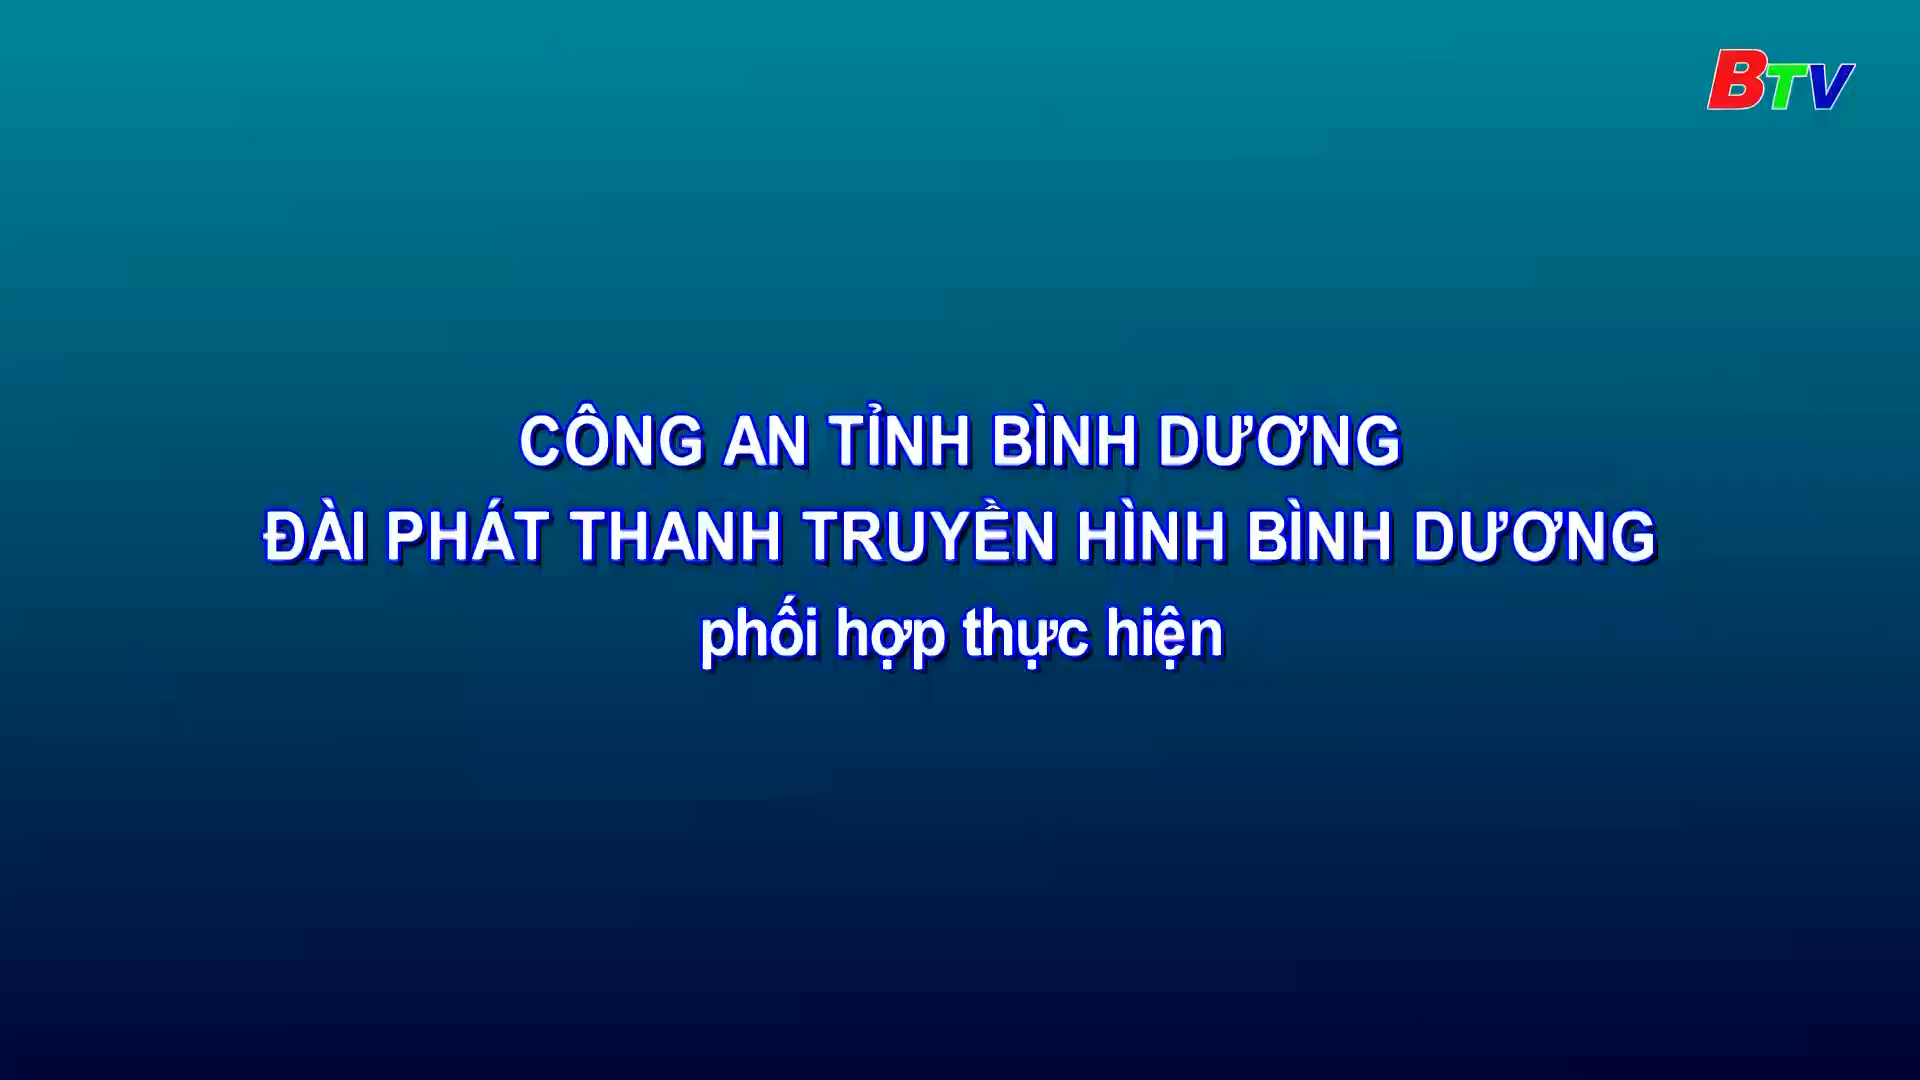 BTV
CÔNG AN TỈNH BÌNH DƯƠNG
ĐÀI PHÁT THANH TRUYỀN HÌNH BÌNH DƯƠNG
phối hợp thực hiện